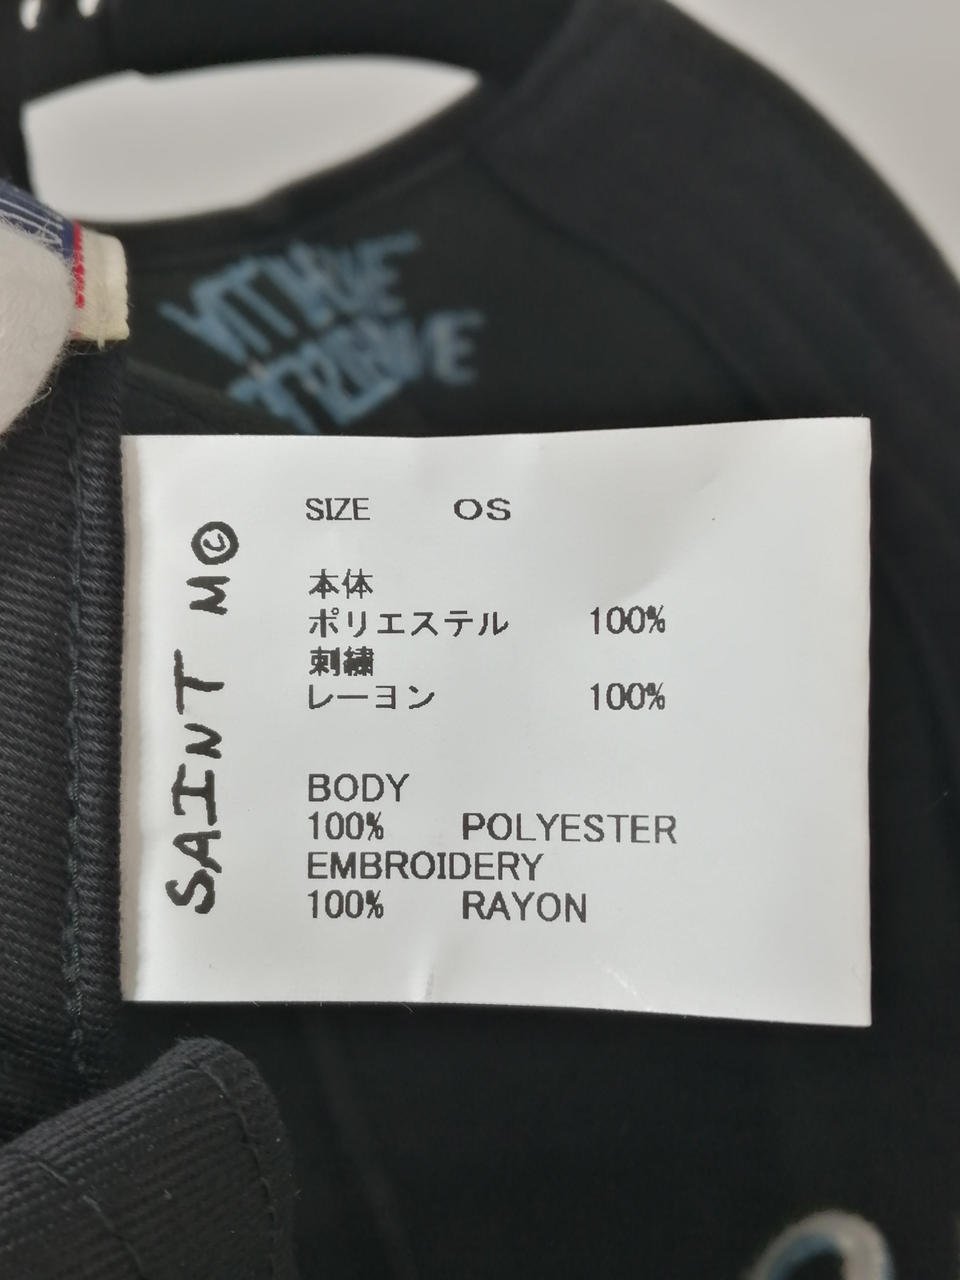 SAINT M©
SIZE OS
本体
ポリエステル 100%
刺繍
レーヨン 100%
BODY
100% POLYESTER
EMBROIDERY
100% RAYON